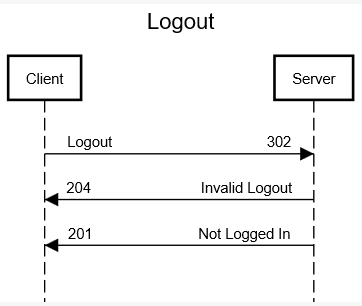 Logout
Client Server
Logout 302
204 Invalid Logout
201 Not Logged In